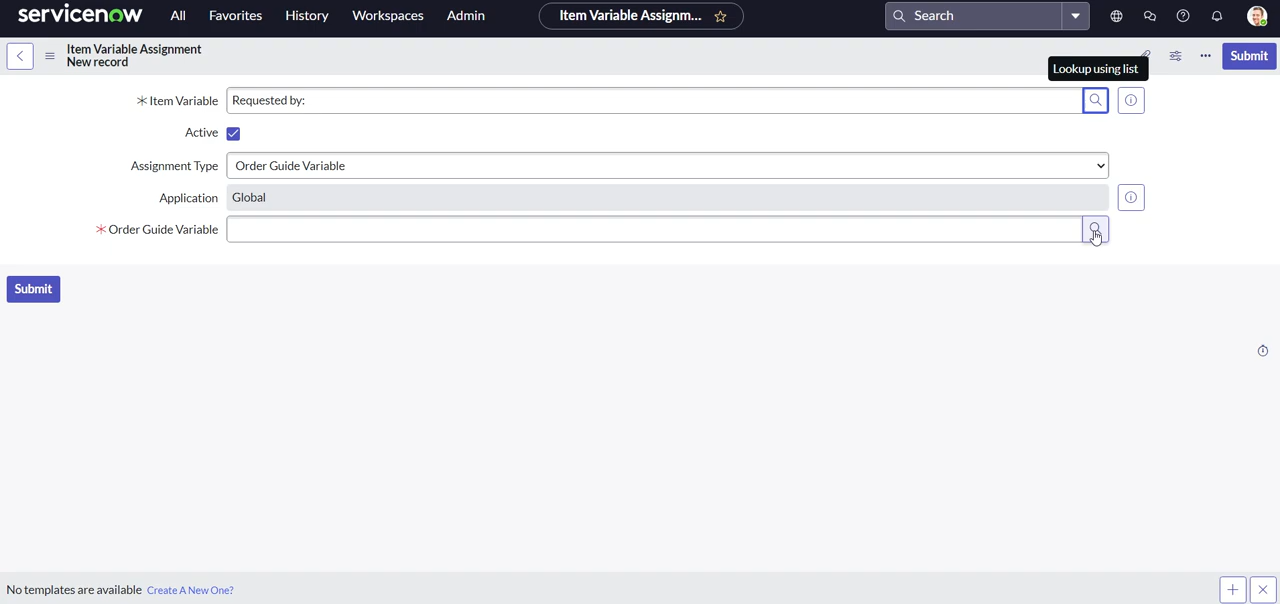 servicenow All Favorites History Workspaces Admin Item Variable Assignm... Search
Item Variable Assignment
New record
Lookup using list
Submit
Item Variable Requested by:
Active
Assignment Type Order Guide Variable
Application Global
Order Guide Variable
Submit
No templates are available Create A New One?